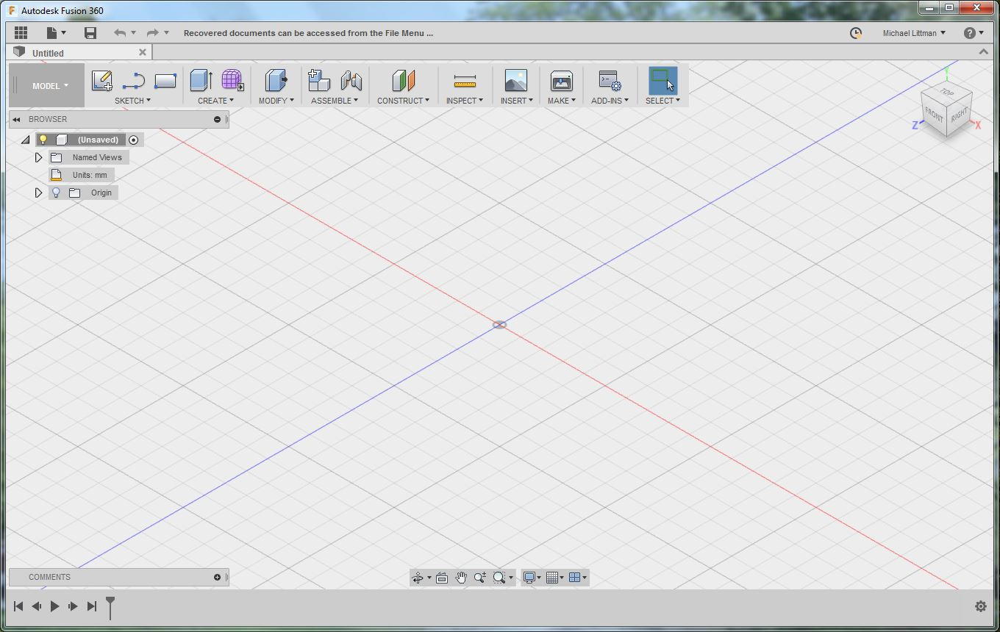 Autodesk Fusion 360
Recovered documents can be accessed from the File Menu ...
Michael Littman
Untitled
MODEL
SKETCH
CREATE
MODIFY
ASSEMBLE
CONSTRUCT
INSPECT
INSERT
MAKE
ADD-INS
SELECT
Y
TOP
FRONT
RIGHT
Z
X
BROWSER
(Unsaved)
Named Views
Units: mm
Origin
COMMENTS